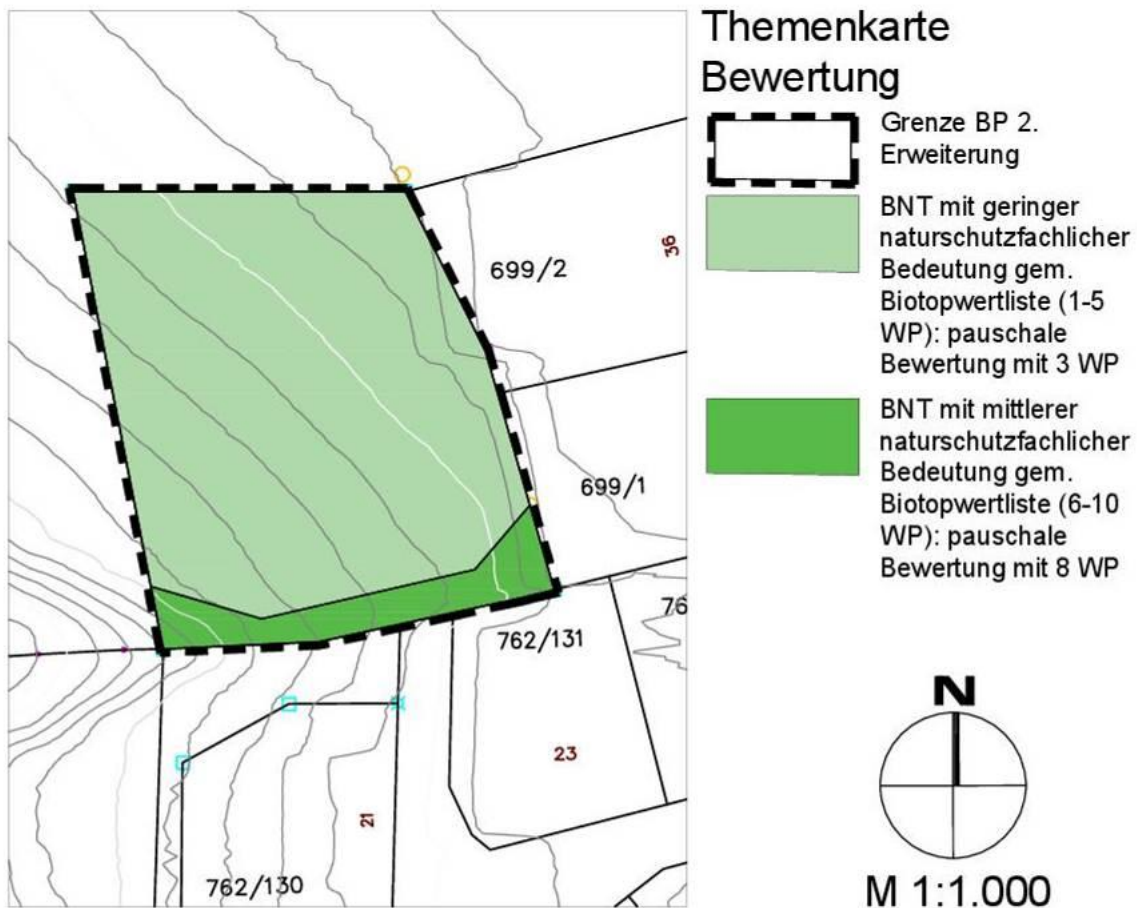 Themenkarte
Bewertung
Grenze BP 2.
Erweiterung
BNT mit geringer
naturschutzfachlicher
Bedeutung gem.
Biotopwertliste (1-5
WP): pauschale
Bewertung mit 3 WP
BNT mit mittlerer
naturschutzfachlicher
Bedeutung gem.
Biotopwertliste (6-10
WP): pauschale
Bewertung mit 8 WP
699/2
36
699/1
76
762/131
23
21
762/130
N
M 1:1.000